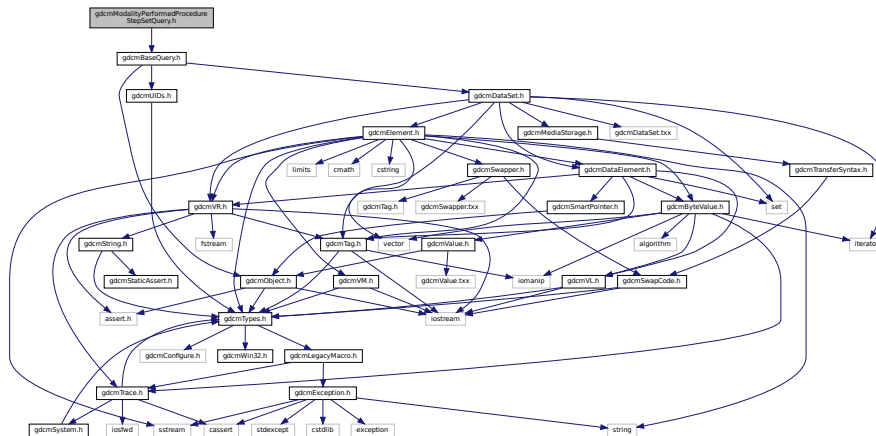 gdcmModalityPerformedProcedure
StepSetQuery.h
gdcmBaseQuery.h
gdcmUIDs.h
gdcmDataSet.h
gdcmElement.h
gdcmMediaStorage.h
gdcmDataSet.txx
limits
cmath
cstring
gdcmSwapper.h
gdcmDataElement.h
gdcmTransferSyntax.h
gdcmVR.h
gdcmTag.h
gdcmSwapper.txx
gdcmSmartPointer.h
gdcmByteValue.h
set
gdcmString.h
fstream
gdcmTag.h
vector
gdcmValue.h
algorithm
iterato
gdcmStaticAssert.h
gdcmObject.h
gdcmVM.h
gdcmValue.txx
iomanip
gdcmVL.h
gdcmSwapCode.h
assert.h
gdcmTypes.h
iostream
gdcmConfigure.h
gdcmWin32.h
gdcmLegacyMacro.h
gdcmTrace.h
gdcmException.h
gdcmSystem.h
iosfwd
sstream
cassert
stdexcept
cstdlib
exception
string